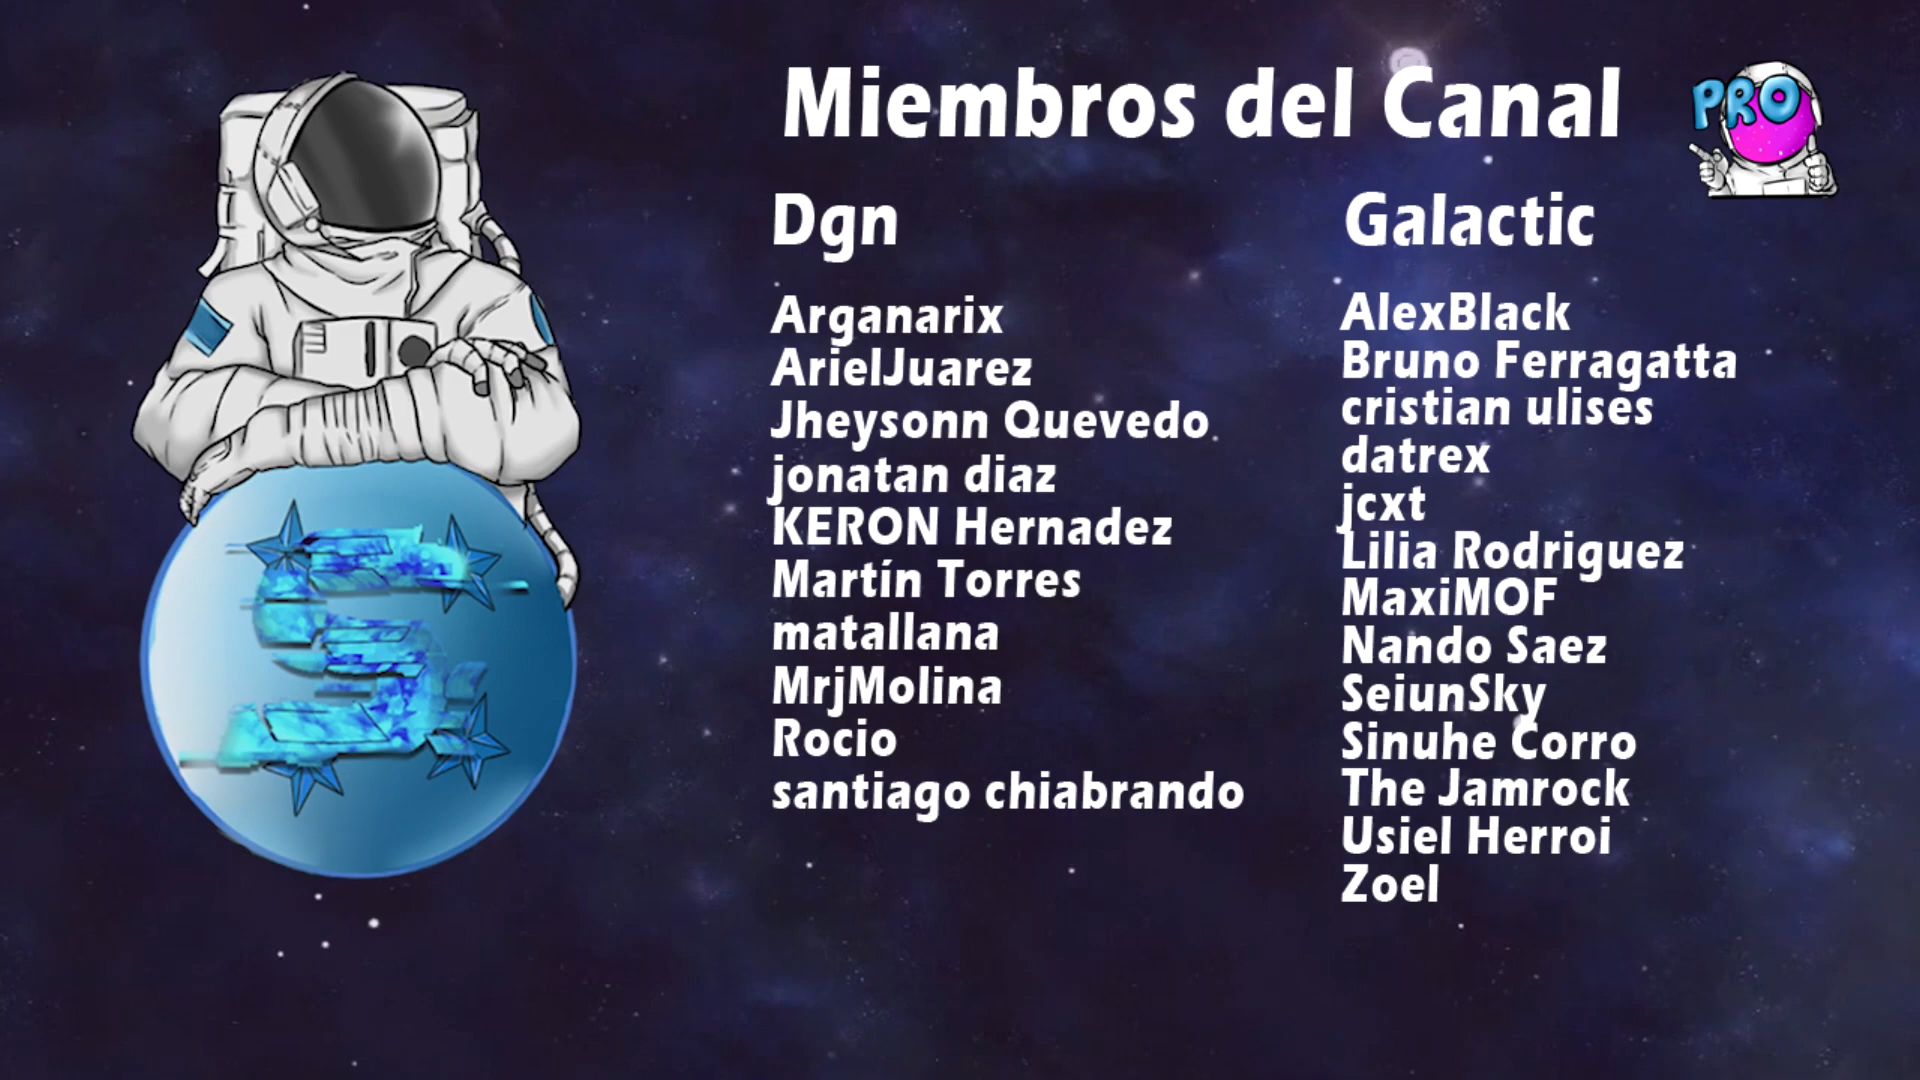 Miembros del Canal
PRO
Dgn
Arganarix
ArielJuarez
Jheysonn Quevedo
jonatan diaz
KERON Hernadez
Martín Torres
matallana
MrjMolina
Rocio
santiago chiabrando
Galactic
AlexBlack
Bruno Ferragatta
cristian ulises
datrex
jcxt
Lilia Rodriguez
MaxiMOF
Nando Saez
SeiunSky
Sinuhe Corro
The Jamrock
Usiel Herroi
Zoel
S